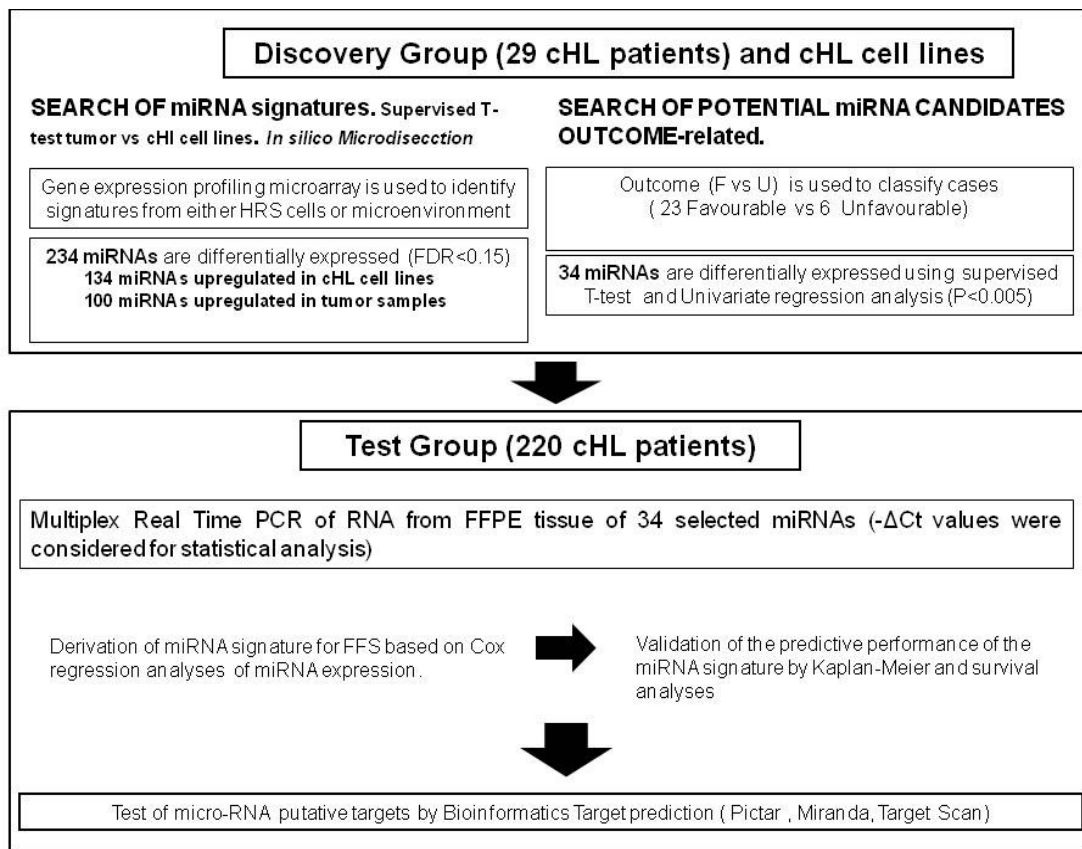 Discovery Group (29 cHL patients) and cHL cell lines
SEARCH OF miRNA signatures. Supervised T-
test tumor vs cHl cell lines. In silico Microdisecction
Gene expression profiling microarray is used to identify
signatures from either HRS cells or microenvironment
234 miRNAs are differentially expressed (FDR<0.15)
134 miRNAs upregulated in cHL cell lines
100 miRNAs upregulated in tumor samples
SEARCH OF POTENTIAL miRNA CANDIDATES
OUTCOME-related.
Outcome (F vs U) is used to classify cases
( 23 Favourable vs 6 Unfavourable)
34 miRNAs are differentially expressed using supervised
T-test and Univariate regression analysis (P<0.005)
Test Group (220 cHL patients)
Multiplex Real Time PCR of RNA from FFPE tissue of 34 selected miRNAs (-ΔCt values were
considered for statistical analysis)
Derivation of miRNA signature for FFS based on Cox
regression analyses of miRNA expression.
Validation of the predictive performance of the
miRNA signature by Kaplan-Meier and survival
analyses
Test of micro-RNA putative targets by Bioinformatics Target prediction ( Pictar , Miranda, Target Scan)